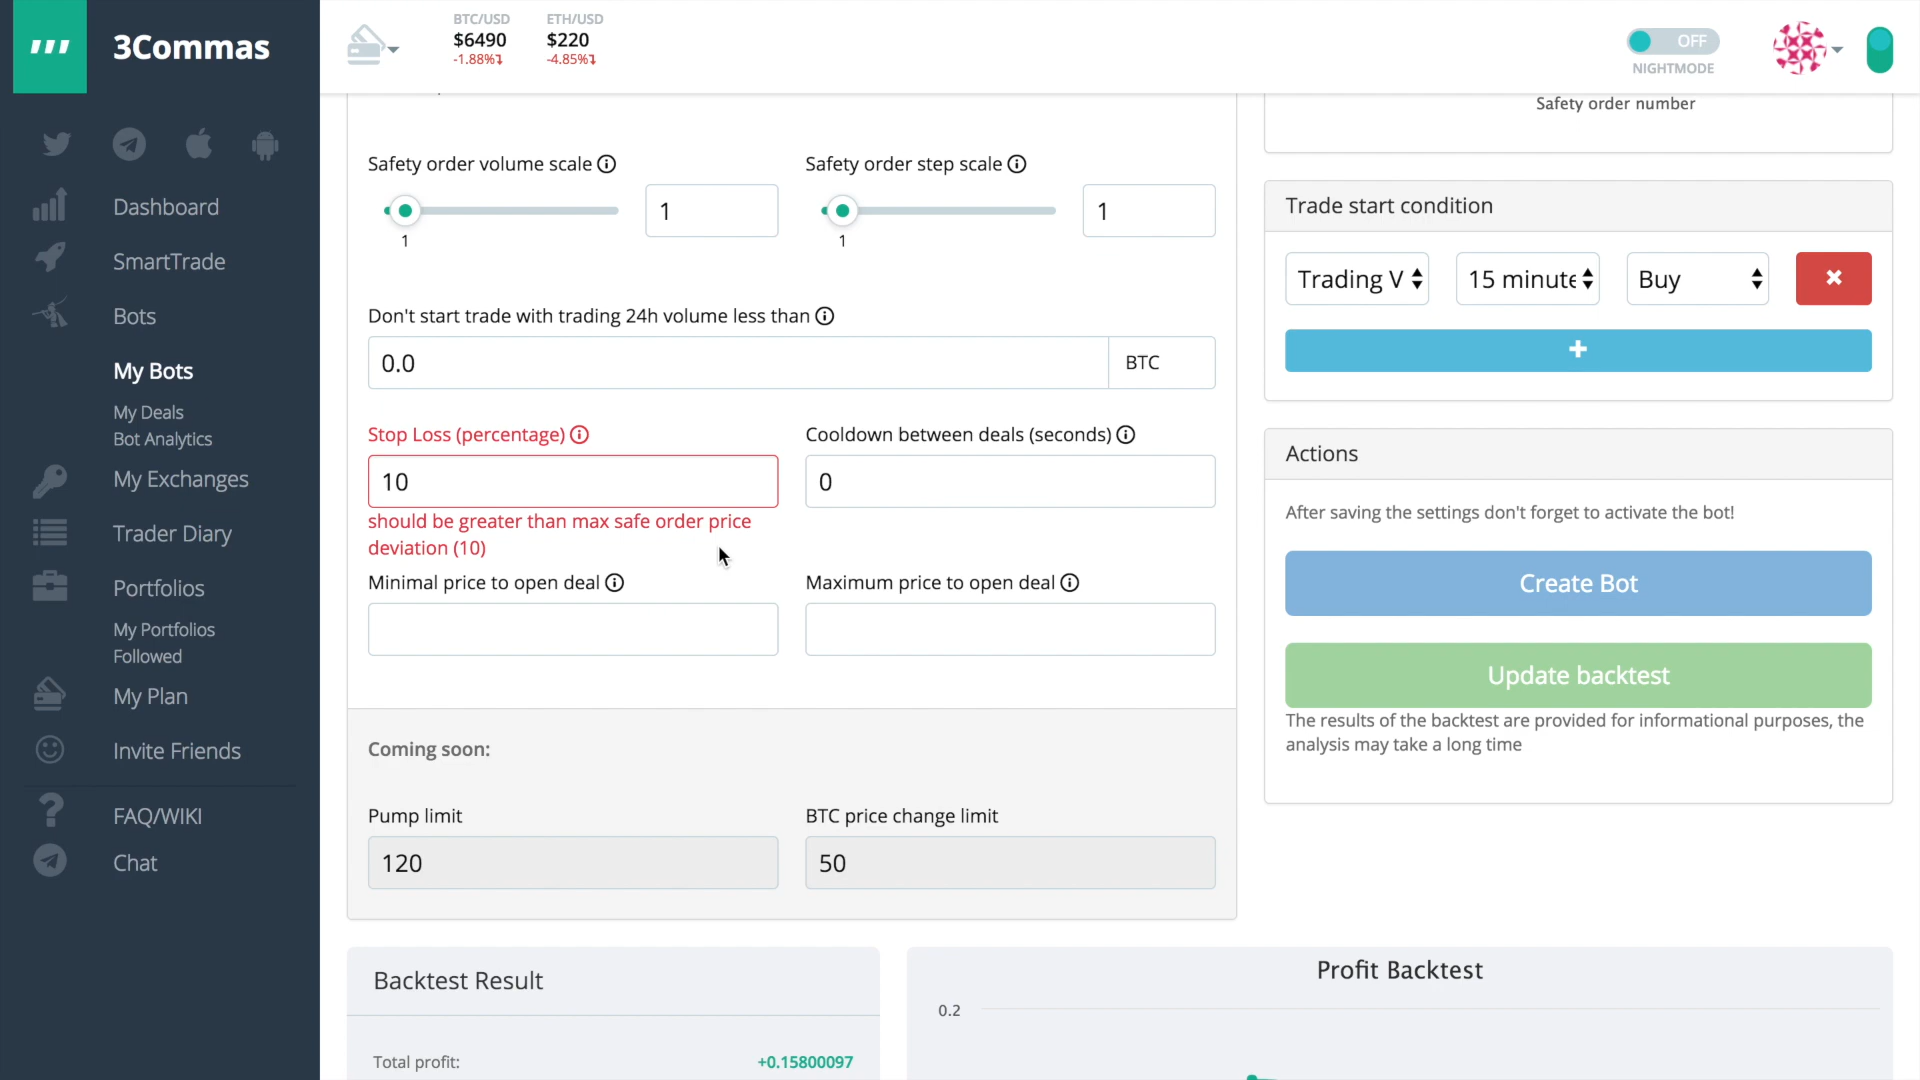 3Commas
BTC/USD
$6490
-1.88%
ETH/USD
$220
-4.85%
OFF
NIGHTMODE
Dashboard
SmartTrade
Bots
My Bots
My Deals
Bot Analytics
My Exchanges
Trader Diary
Portfolios
My Portfolios
Followed
My Plan
Invite Friends
FAQ/WIKI
Chat
Safety order volume scale
1
1
Safety order step scale
1
1
Don't start trade with trading 24h volume less than
0.0
BTC
Stop Loss (percentage)
10
should be greater than max safe order price
deviation (10)
Cooldown between deals (seconds)
0
Minimal price to open deal
Maximum price to open deal
Coming soon:
Pump limit
120
BTC price change limit
50
Safety order number
Trade start condition
Trading V
15 minute
Buy
Actions
After saving the settings don't forget to activate the bot!
Create Bot
Update backtest
The results of the backtest are provided for informational purposes, the
analysis may take a long time
Backtest Result
Total profit:
+0.15800097
Profit Backtest
0.2